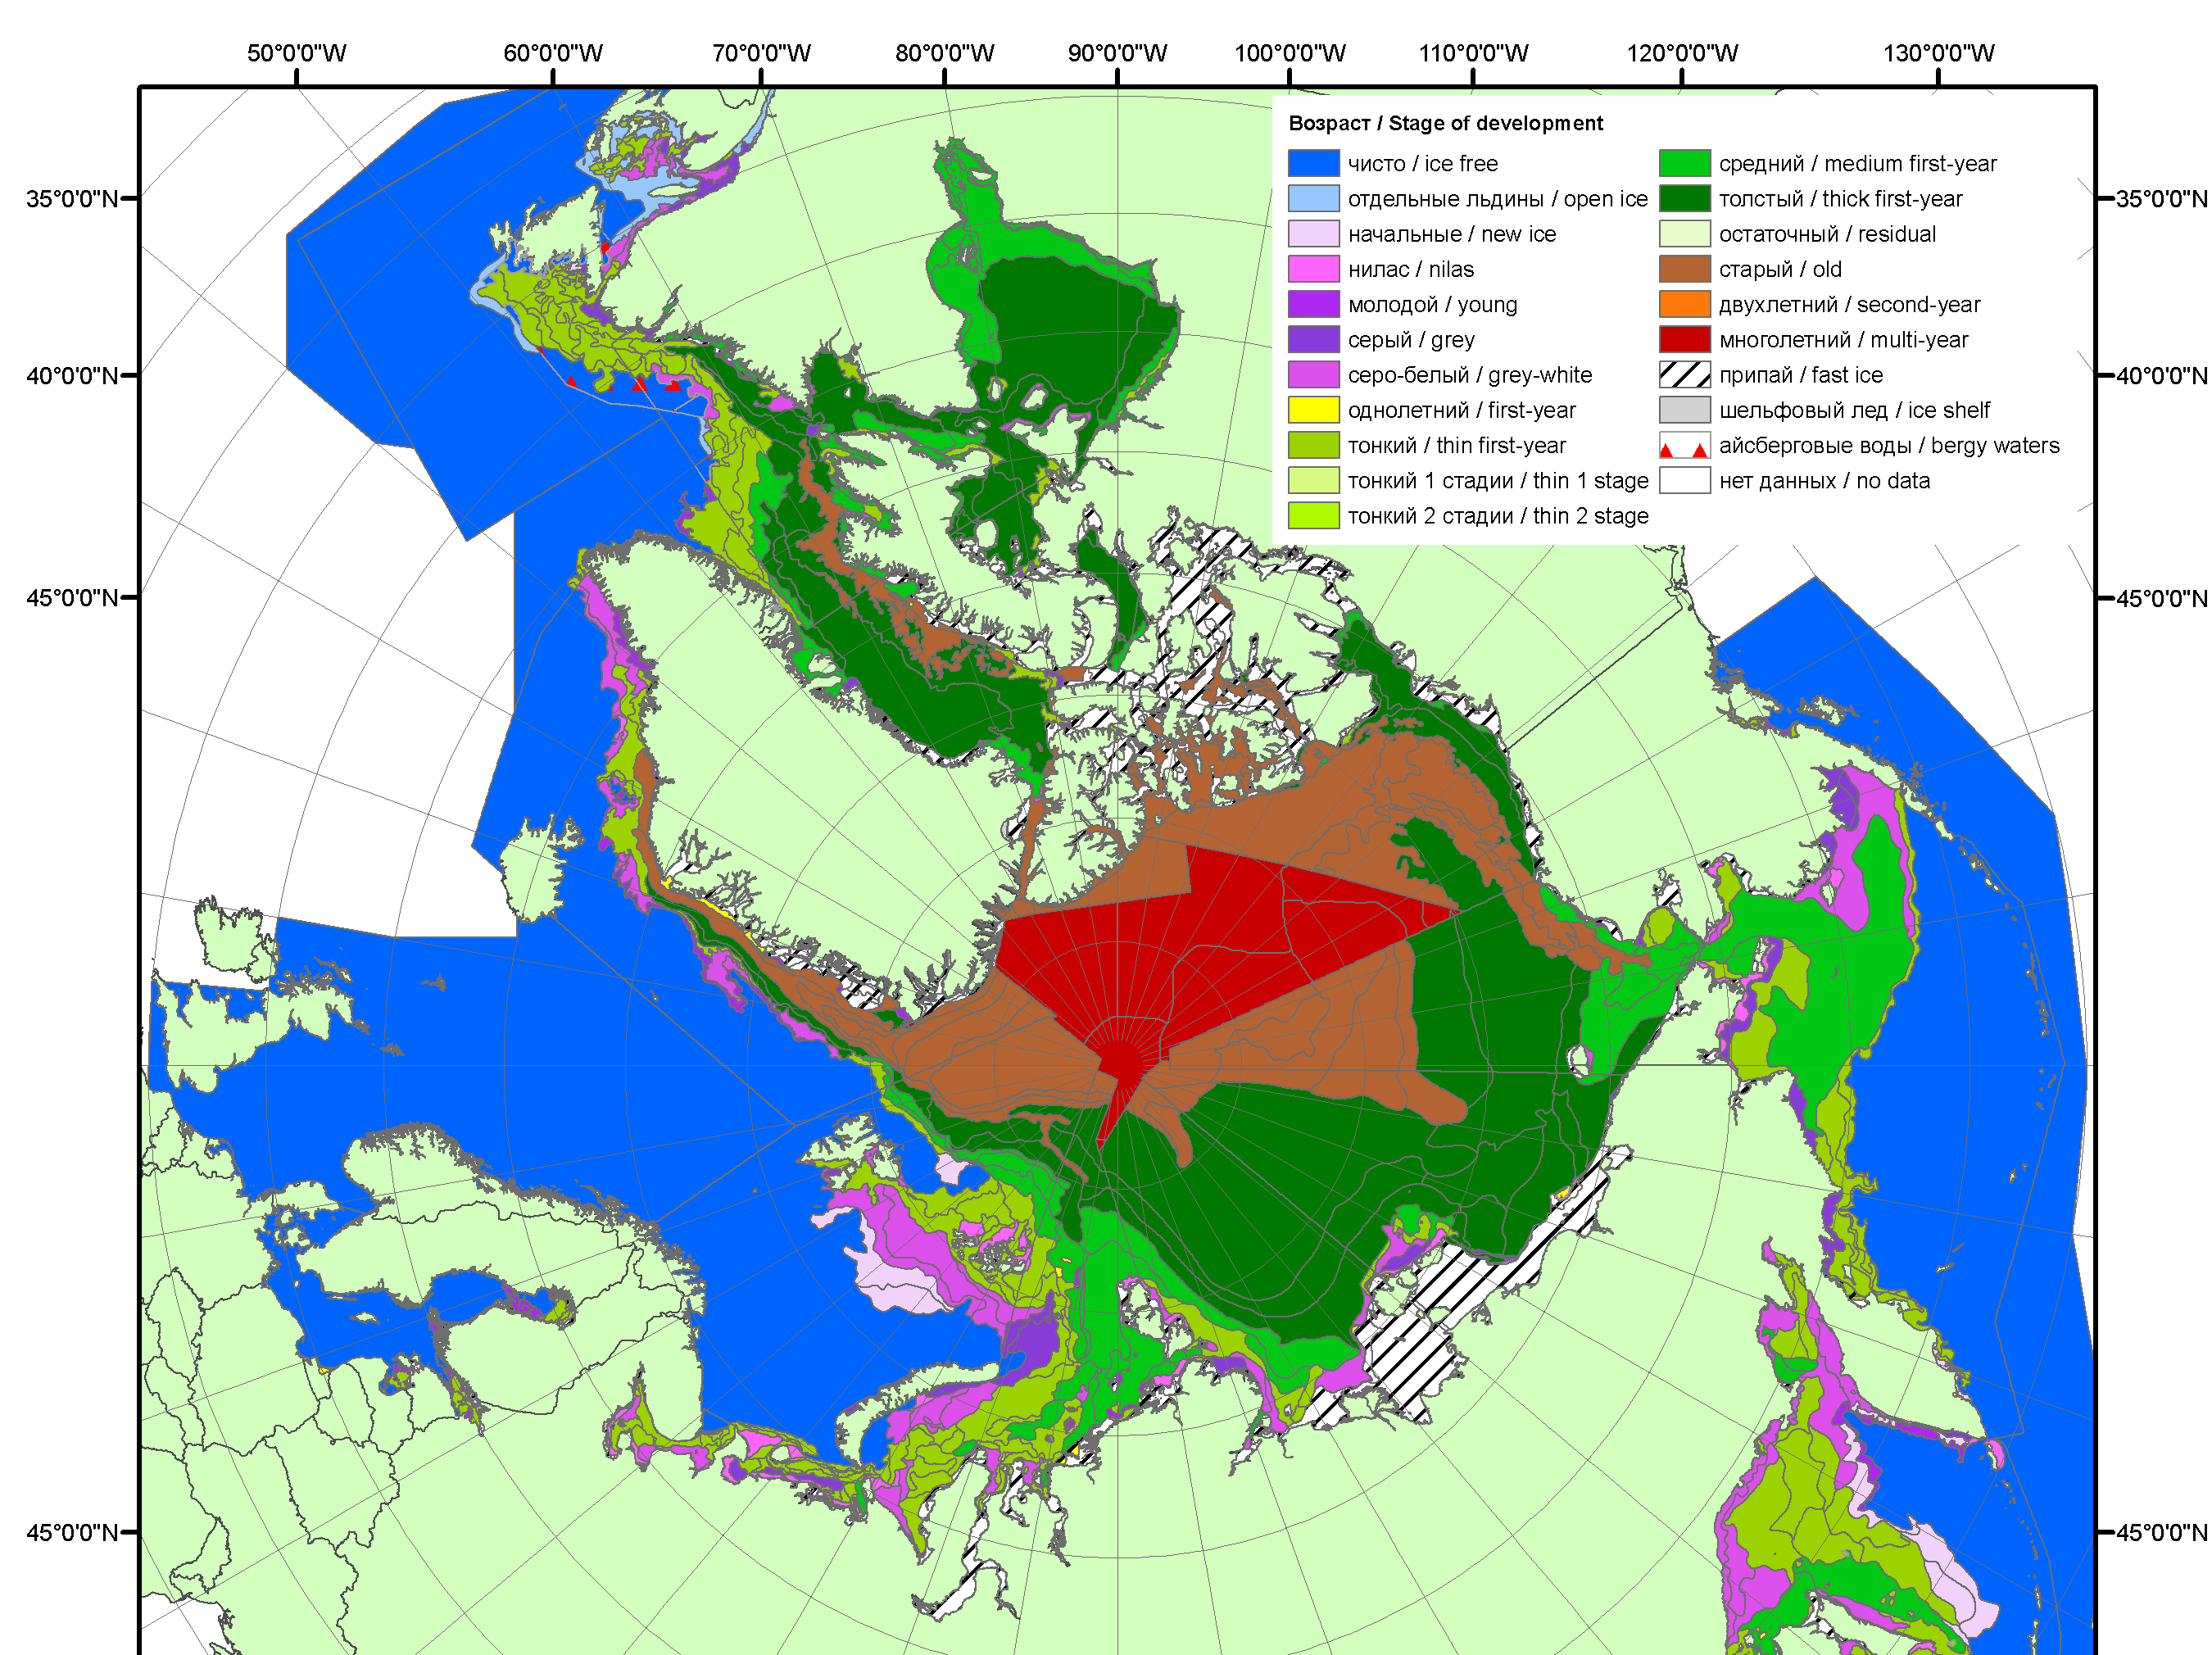 50°0'0"W 60°0'0"W 70°0'0"W 80°0'0"W 90°0'0"W 100°0'0"W 110°0'0"W 120°0'0"W 130°0'0"W
Возраст / Stage of development
чисто / ice free
отдельные льдины / open ice
начальные / new ice
нилас / nilas
молодой / young
серый / grey
серо-белый / grey-white
однолетний / first-year
тонкий / thin first-year
тонкий 1 стадии / thin 1 stage
тонкий 2 стадии / thin 2 stage
средний / medium first-year
толстый / thick first-year
остаточный / residual
старый / old
двухлетний / second-year
многолетний / multi-year
припай / fast ice
шельфовый лед / ice shelf
айсберговые воды / bergy waters
нет данных / no data
35°0'0"N
40°0'0"N
45°0'0"N
45°0'0"N
35°0'0"N
40°0'0"N
45°0'0"N
45°0'0"N